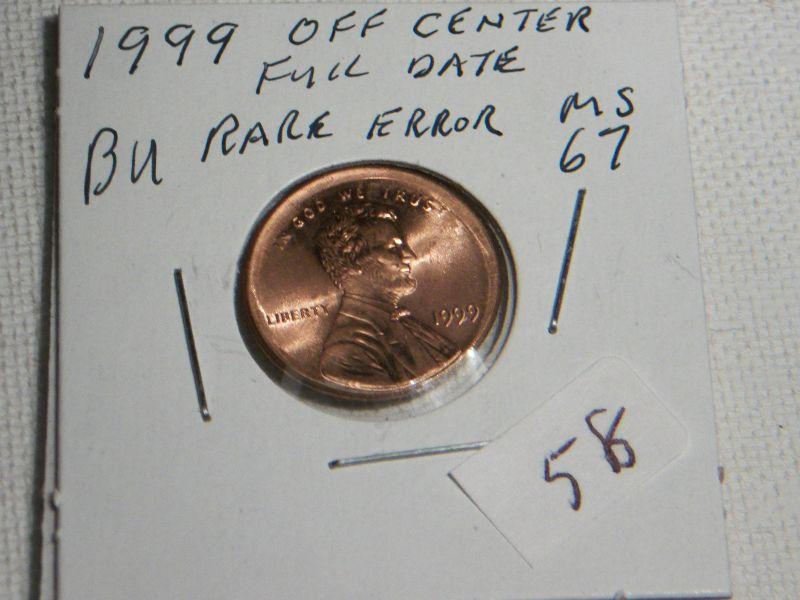 1999 OFF CENTER
FULL DATE
BU RARE ERROR MS
67
IN GOD WE TRUST
LIBERTY 1999
58